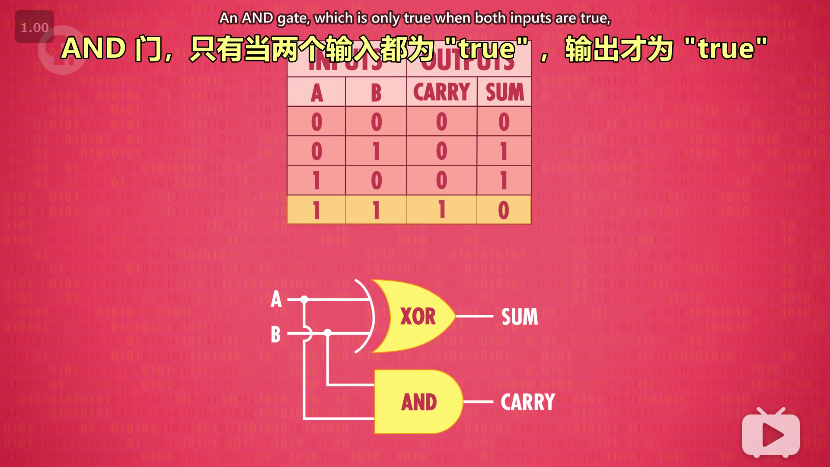 1.00
An AND gate, which is only true when both inputs are true,
AND 门，只有当两个输入都为 "true" ，输出才为 "true"
INPUTS OUTPUTS
A B CARRY SUM
0 0 0 0
0 1 0 1
1 0 0 1
1 1 1 0
A XOR SUM
B
AND CARRY